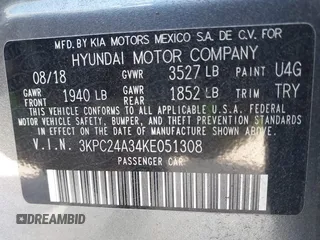 MFD. BY KIA MOTORS MEXICO S.A. DE C.V. FOR
HYUNDAI MOTOR COMPANY
08/18 GVWR 3527 LB PAINT U4G
GAWR FRONT 1940 LB GAWR REAR 1852 LB TRIM TRY
THIS VEHICLE CONFORMS TO ALL APPLICABLE U.S.A. FEDERAL
MOTOR VEHICLE SAFETY, BUMPER, AND THEFT PREVENTION
STANDARDS IN EFFECT ON THE DATE OF MANUFACTURE SHOWN ABOVE.
V.I.N. 3KPC24A34KE051308
PASSENGER CAR
DREAMBID